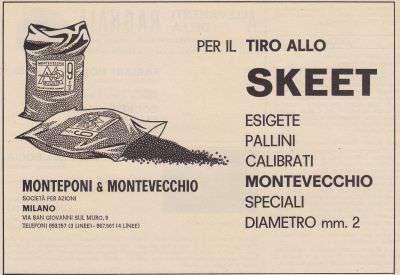 MONTEVECCHIO
PER IL TIRO ALLO
SKEET
ESIGETE
PALLINI
CALIBRATI
MONTEVECCHIO
SPECIALI
DIAMETRO mm. 2
MONTEPONI & MONTEVECCHIO
SOCIETÀ PER AZIONI
MILANO
VIA SAN GIOVANNI SUL MURO, 9